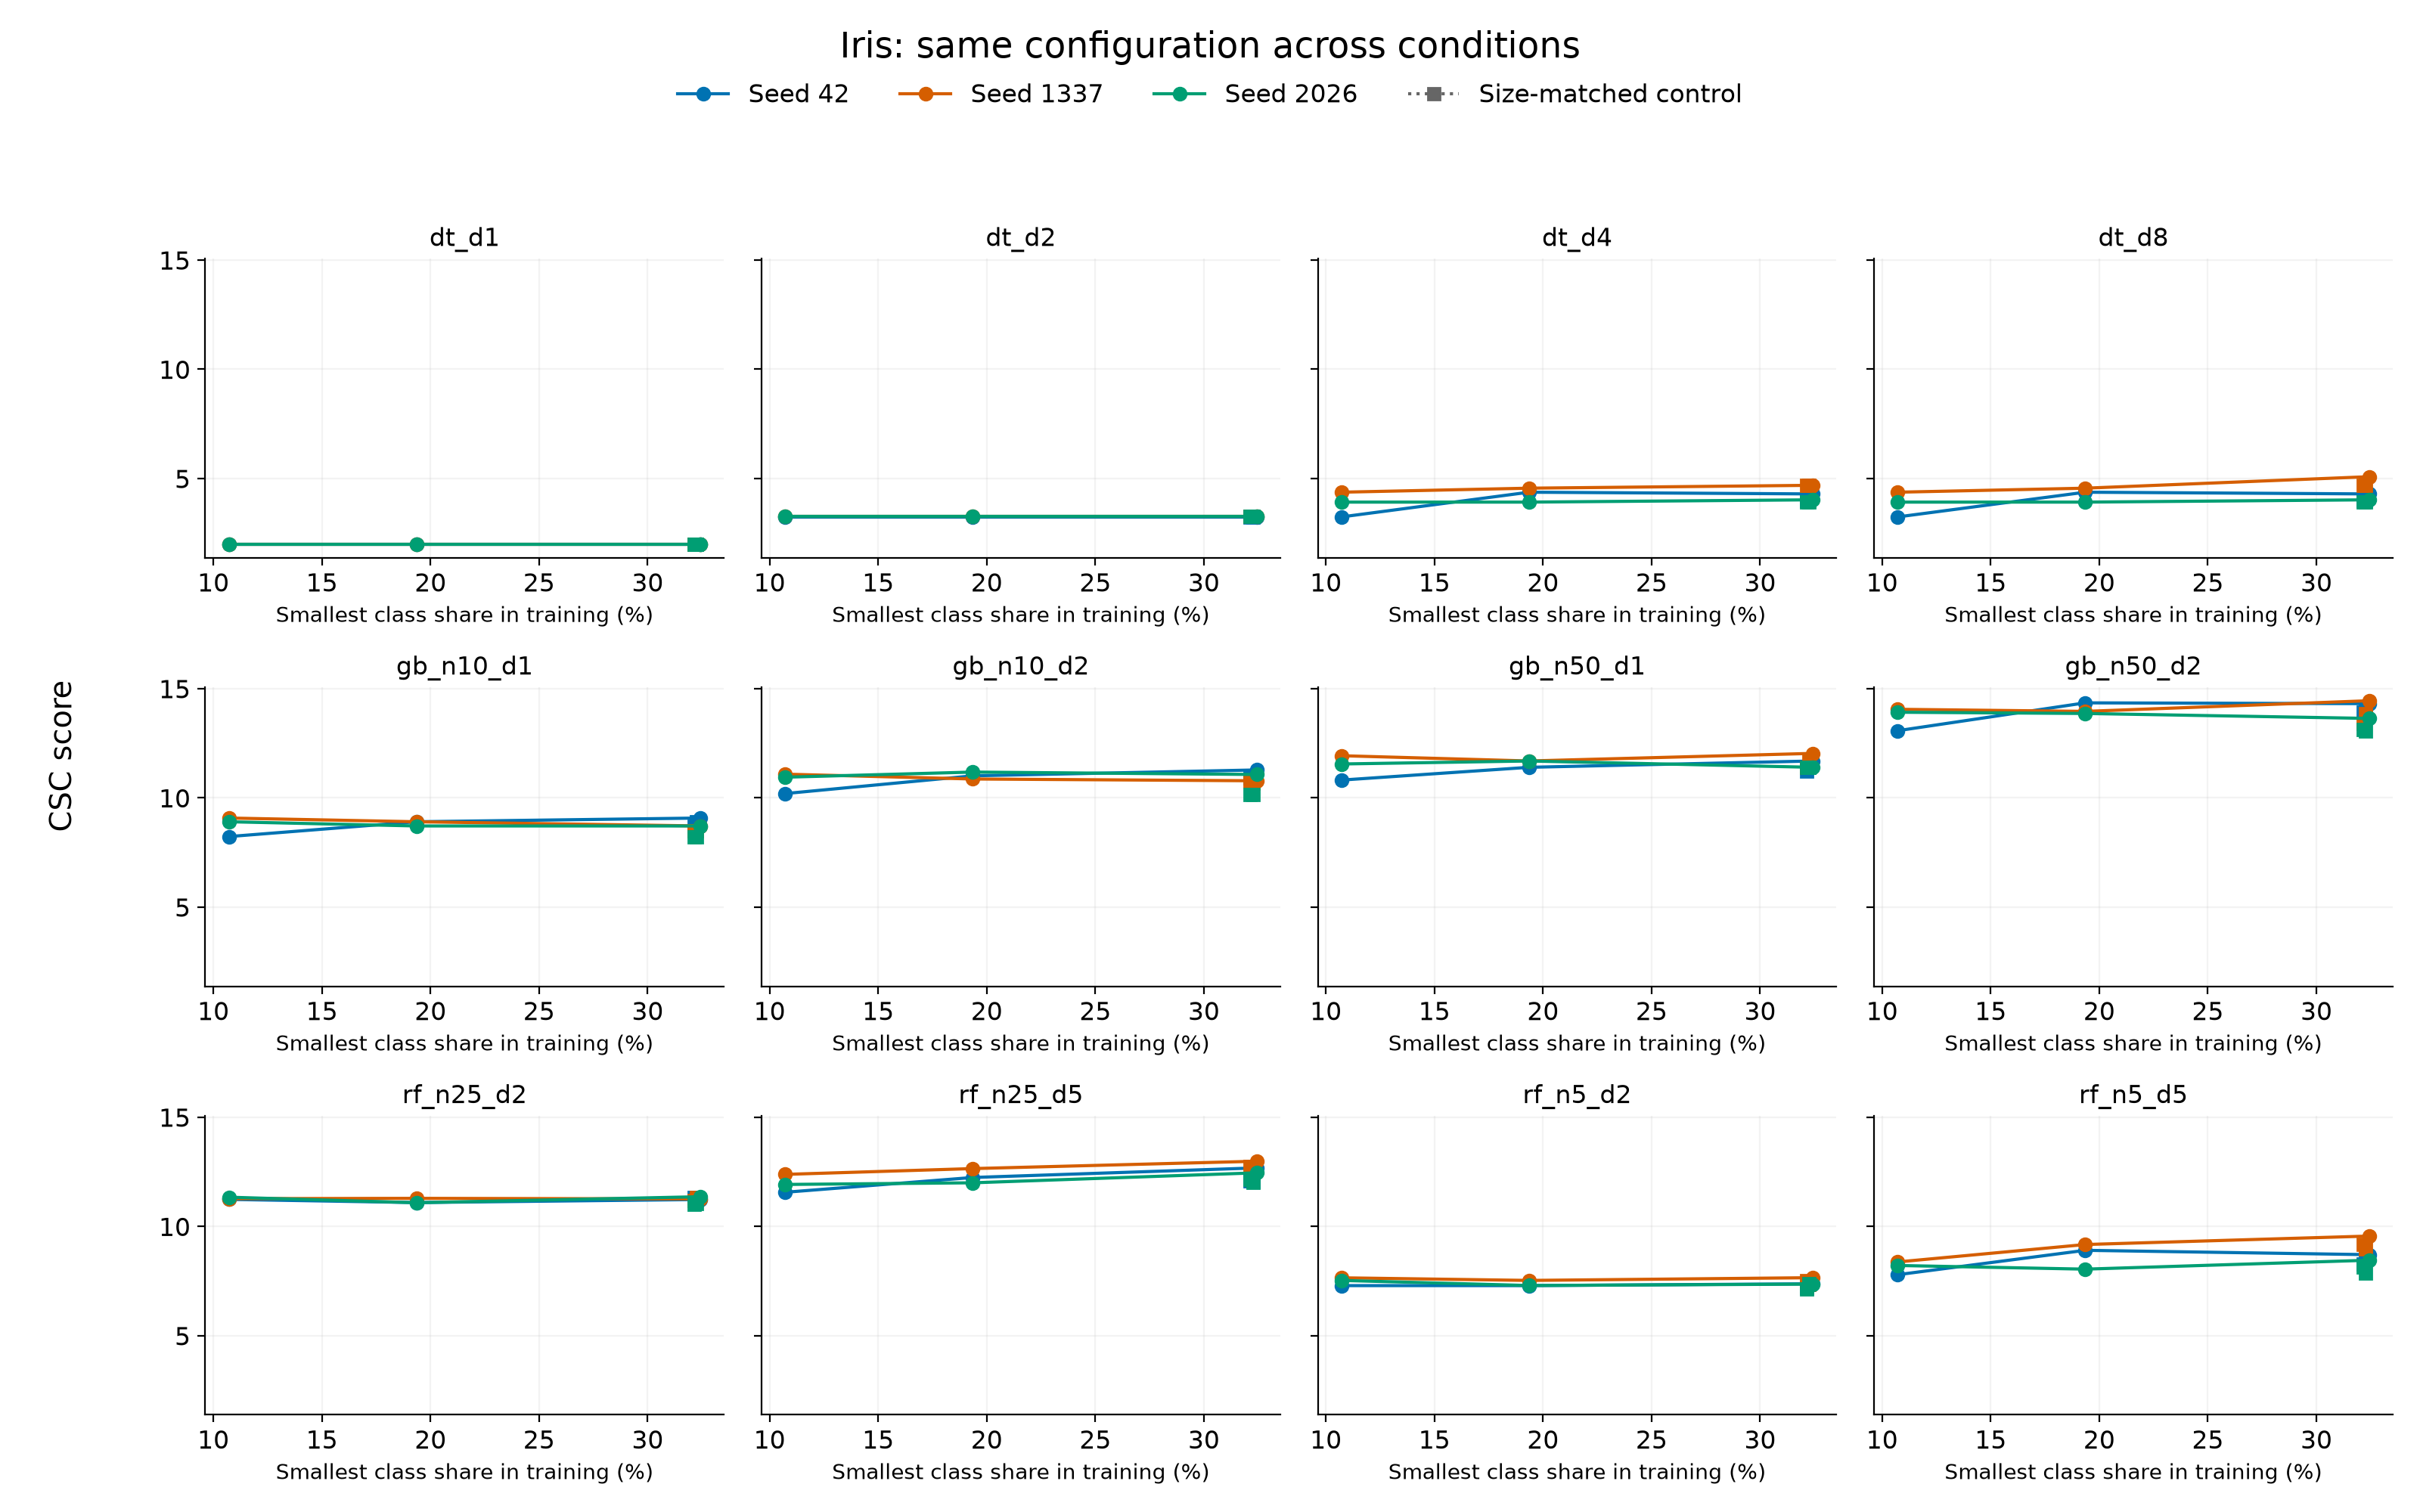 Iris: same configuration across conditions
Seed 42 Seed 1337 Seed 2026 Size-matched control
CSC score
dt_d1 dt_d2 dt_d4 dt_d8
15
10
5
10 15 20 25 30 10 15 20 25 30 10 15 20 25 30 10 15 20 25 30
Smallest class share in training (%) Smallest class share in training (%) Smallest class share in training (%) Smallest class share in training (%)
gb_n10_d1 gb_n10_d2 gb_n50_d1 gb_n50_d2
15
10
5
10 15 20 25 30 10 15 20 25 30 10 15 20 25 30 10 15 20 25 30
Smallest class share in training (%) Smallest class share in training (%) Smallest class share in training (%) Smallest class share in training (%)
rf_n25_d2 rf_n25_d5 rf_n5_d2 rf_n5_d5
15
10
5
10 15 20 25 30 10 15 20 25 30 10 15 20 25 30 10 15 20 25 30
Smallest class share in training (%) Smallest class share in training (%) Smallest class share in training (%) Smallest class share in training (%)